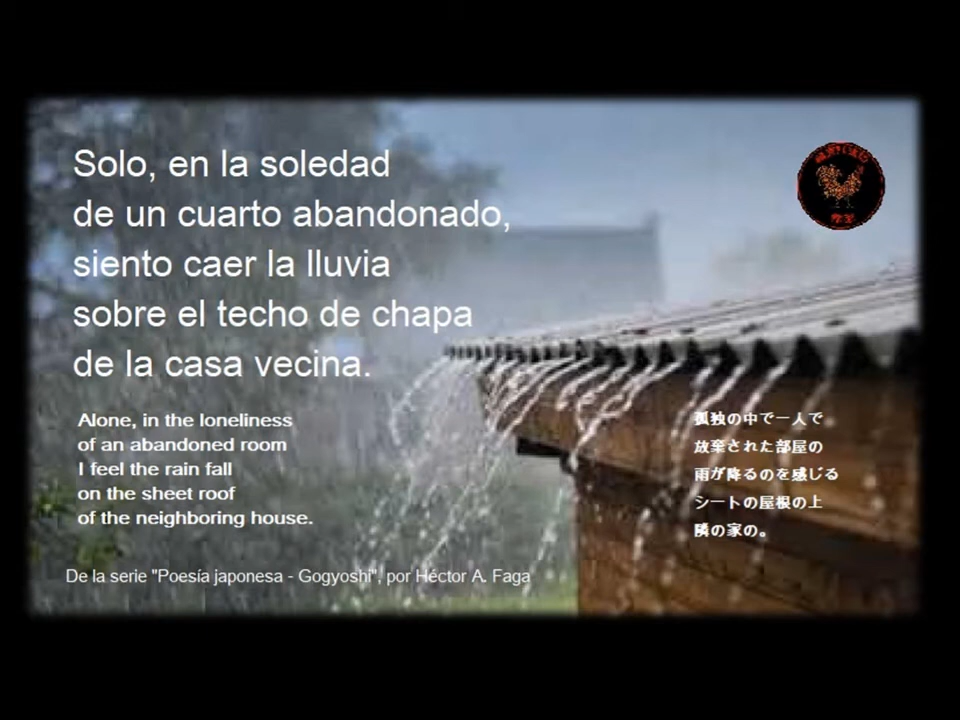 Solo, en la soledad
de un cuarto abandonado,
siento caer la lluvia
sobre el techo de chapa
de la casa vecina.
Alone, in the loneliness
of an abandoned room
I feel the rain fall
on the sheet roof
of the neighboring house.
孤独の中で一人で
放棄された部屋の
雨が降るのを感じる
シートの屋根の上
隣の家の。
De la serie "Poesía japonesa - Gogyoshi", por Héctor A. Faga